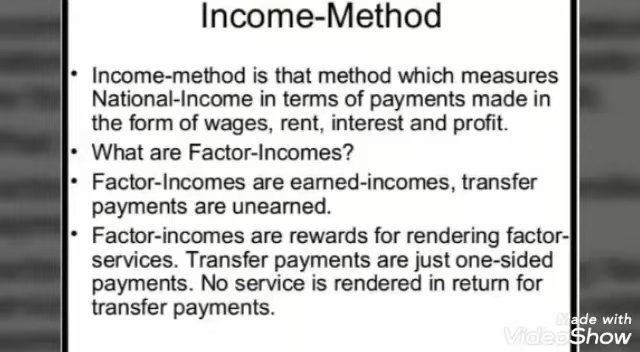 Income-Method
• Income-method is that method which measures
National-Income in terms of payments made in
the form of wages, rent, interest and profit.
• What are Factor-Incomes?
• Factor-Incomes are earned-incomes, transfer
payments are unearned.
• Factor-incomes are rewards for rendering factor-
services. Transfer payments are just one-sided
payments. No service is rendered in return for
transfer payments.
Made with
VideoShow